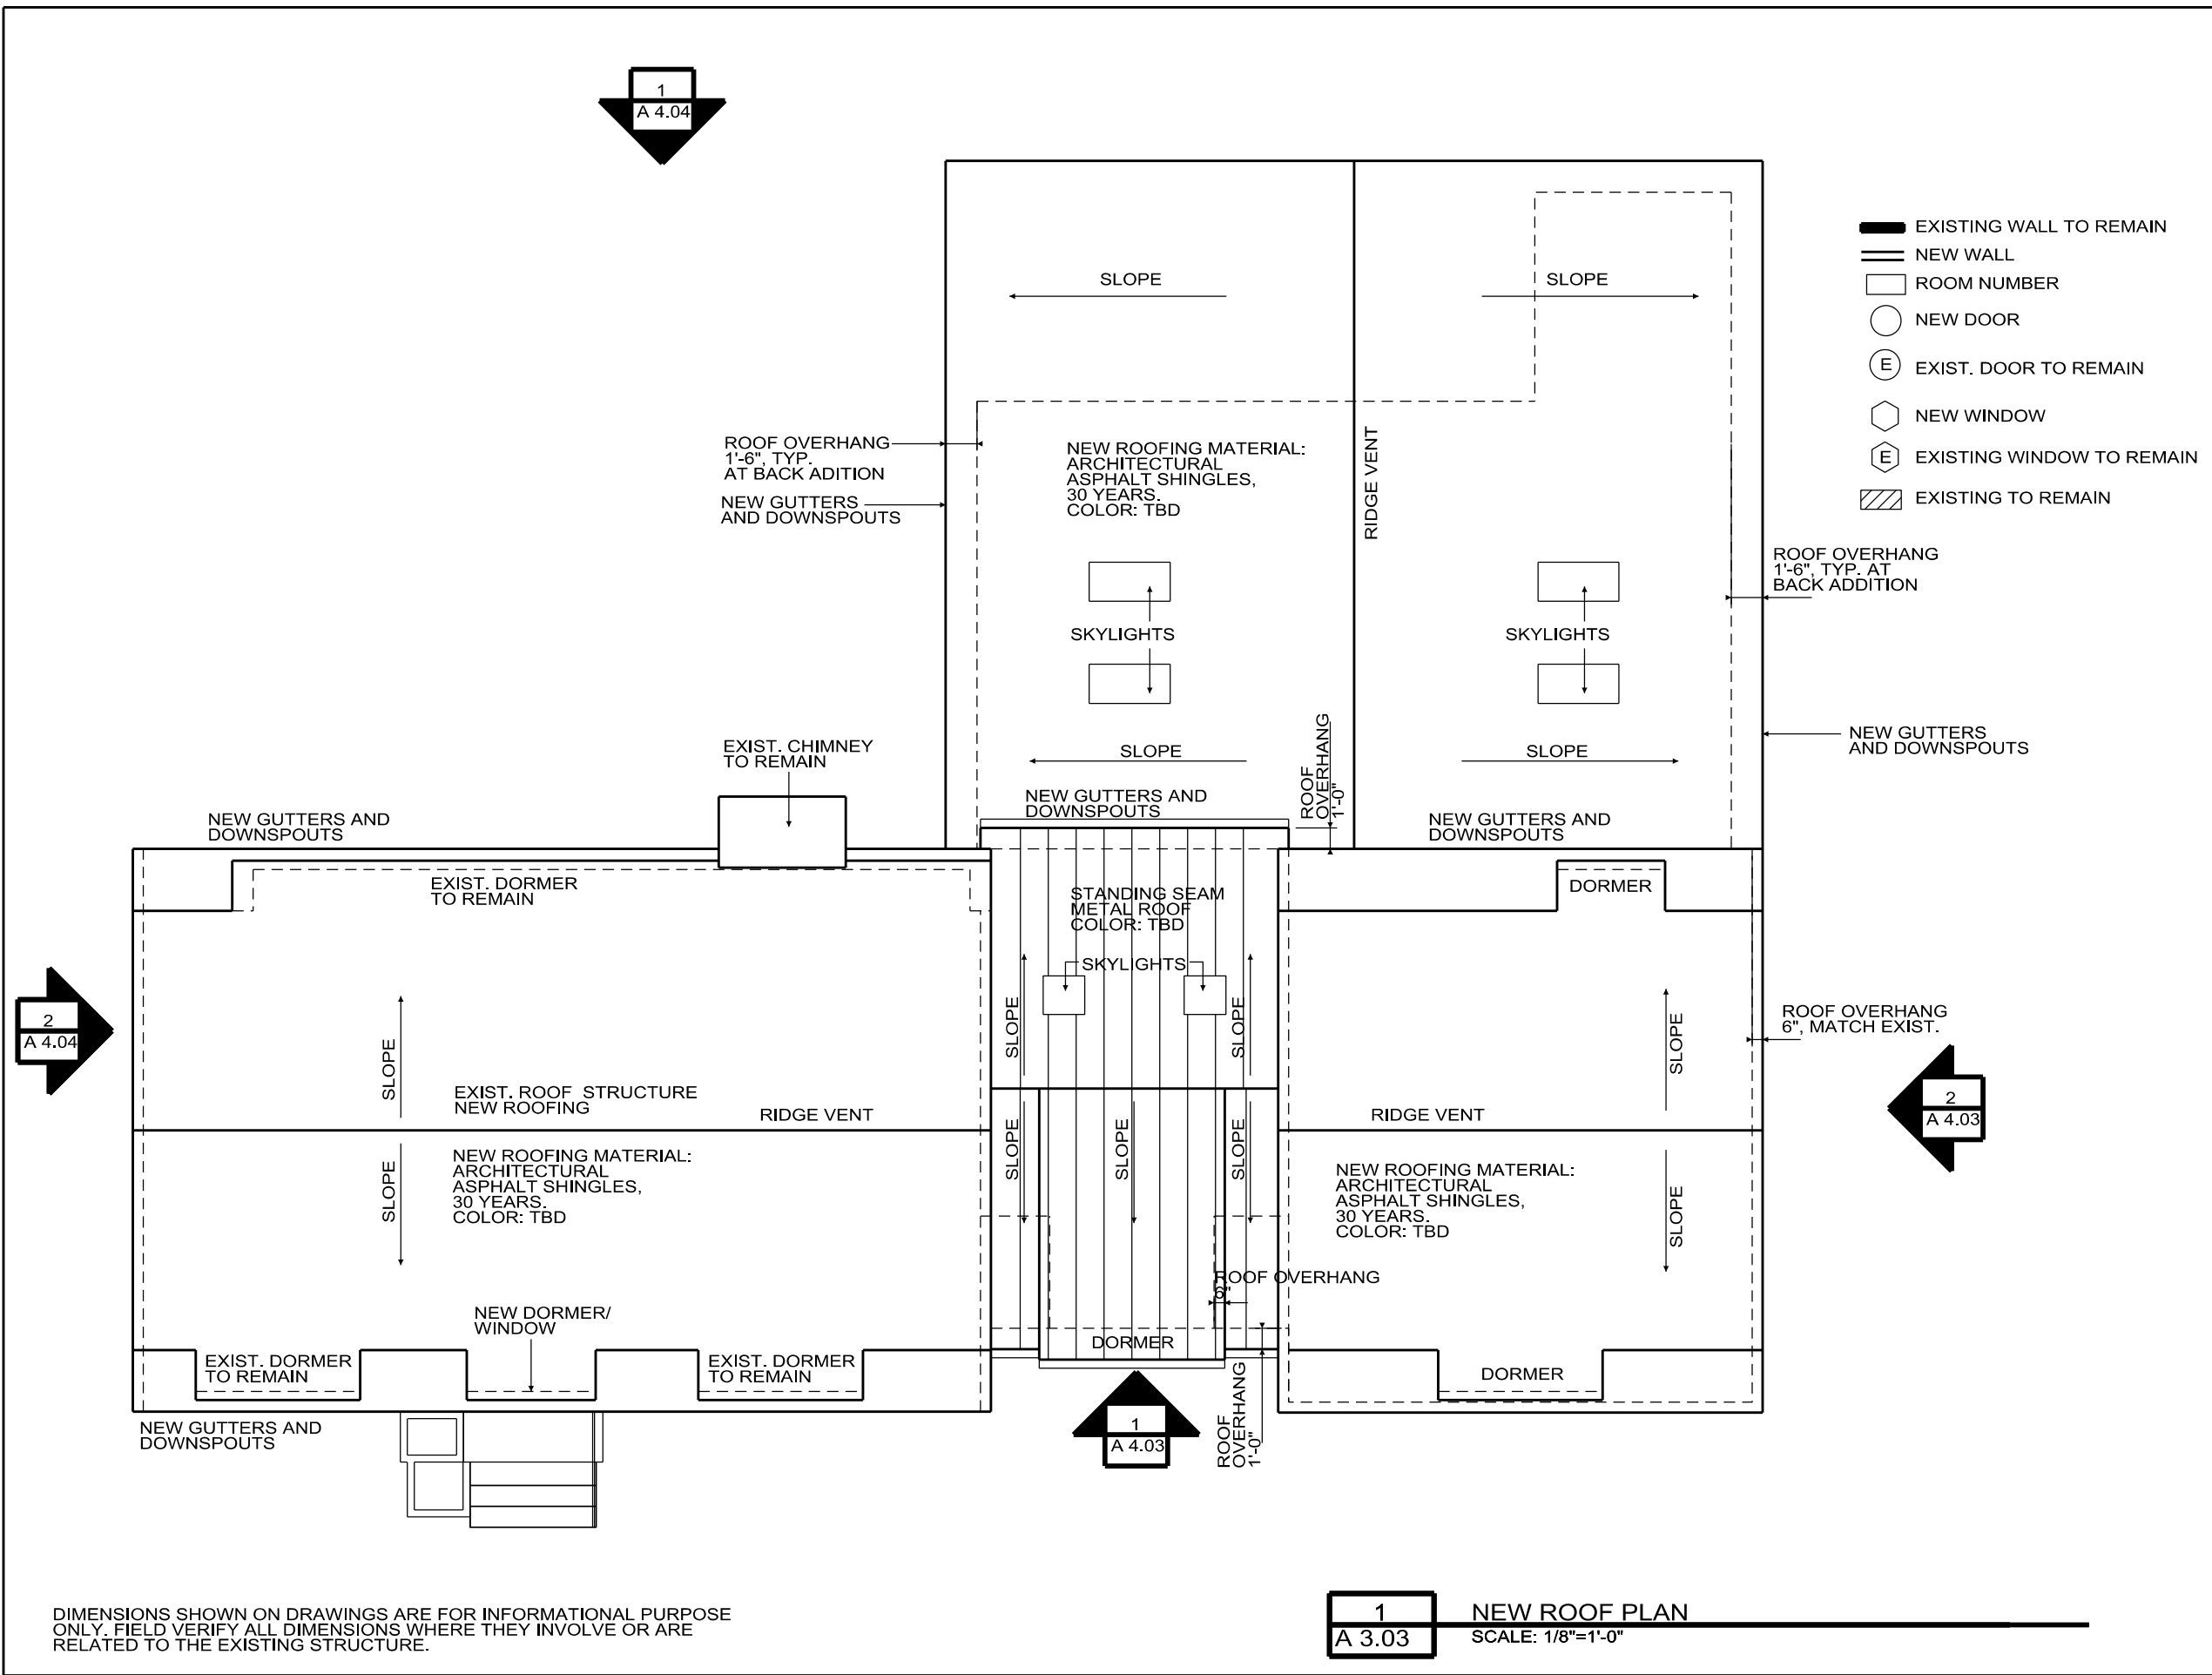 1
A 4.04
SLOPE
SLOPE
EXISTING WALL TO REMAIN
NEW WALL
ROOM NUMBER
NEW DOOR
E
EXIST. DOOR TO REMAIN
NEW WINDOW
E
EXISTING WINDOW TO REMAIN
EXISTING TO REMAIN
ROOF OVERHANG
1'-6", TYP.
AT BACK ADITION
NEW GUTTERS
AND DOWNSPOUTS
NEW ROOFING MATERIAL:
ARCHITECTURAL
ASPHALT SHINGLES,
30 YEARS.
COLOR: TBD
RIDGE VENT
ROOF OVERHANG
1'-6", TYP. AT
BACK ADDITION
SKYLIGHTS
SKYLIGHTS
NEW GUTTERS
AND DOWNSPOUTS
EXIST. CHIMNEY
TO REMAIN
SLOPE
SLOPE
ROOF
OVERHANG
1'-0"
NEW GUTTERS AND
DOWNSPOUTS
NEW GUTTERS AND
DOWNSPOUTS
NEW GUTTERS AND
DOWNSPOUTS
EXIST. DORMER
TO REMAIN
STANDING SEAM
METAL ROOF
COLOR: TBD
DORMER
SKYLIGHTS
2
A 4.04
SLOPE
SLOPE
SLOPE
SLOPE
ROOF OVERHANG
6", MATCH EXIST.
EXIST. ROOF STRUCTURE
NEW ROOFING
RIDGE VENT
RIDGE VENT
2
A 4.03
SLOPE
NEW ROOFING MATERIAL:
ARCHITECTURAL
ASPHALT SHINGLES,
30 YEARS.
COLOR: TBD
SLOPE
SLOPE
SLOPE
NEW ROOFING MATERIAL:
ARCHITECTURAL
ASPHALT SHINGLES,
30 YEARS.
COLOR: TBD
SLOPE
ROOF OVERHANG
6"
NEW DORMER/
WINDOW
EXIST. DORMER
TO REMAIN
EXIST. DORMER
TO REMAIN
DORMER
DORMER
NEW GUTTERS AND
DOWNSPOUTS
1
A 4.03
ROOF
OVERHANG
1'-0"
DIMENSIONS SHOWN ON DRAWINGS ARE FOR INFORMATIONAL PURPOSE
ONLY. FIELD VERIFY ALL DIMENSIONS WHERE THEY INVOLVE OR ARE
RELATED TO THE EXISTING STRUCTURE.
1
A 3.03
NEW ROOF PLAN
SCALE: 1/8"=1'-0"